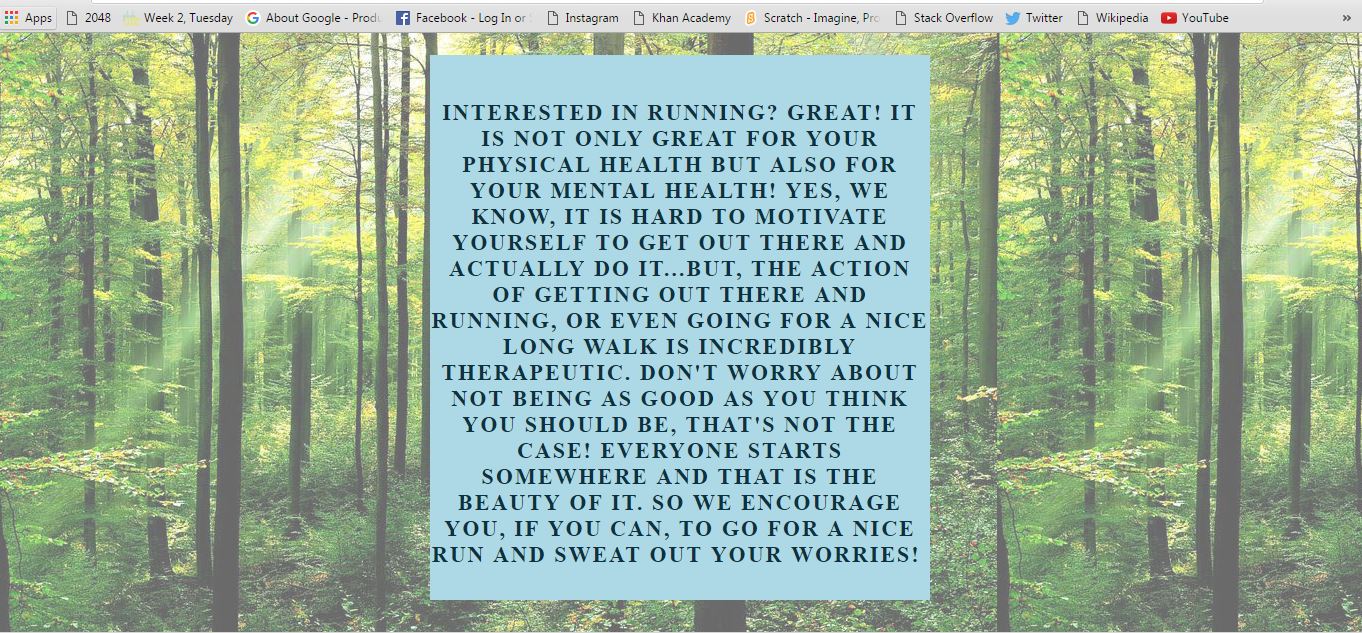 Apps 2048 Week 2, Tuesday About Google - Produ Facebook - Log In or Instagram Khan Academy Scratch - Imagine, Pro Stack Overflow Twitter Wikipedia YouTube »
INTERESTED IN RUNNING? GREAT! IT
IS NOT ONLY GREAT FOR YOUR
PHYSICAL HEALTH BUT ALSO FOR
YOUR MENTAL HEALTH! YES, WE
KNOW, IT IS HARD TO MOTIVATE
YOURSELF TO GET OUT THERE AND
ACTUALLY DO IT...BUT, THE ACTION
OF GETTING OUT THERE AND
RUNNING, OR EVEN GOING FOR A NICE
LONG WALK IS INCREDIBLY
THERAPEUTIC. DON'T WORRY ABOUT
NOT BEING AS GOOD AS YOU THINK
YOU SHOULD BE, THAT'S NOT THE
CASE! EVERYONE STARTS
SOMEWHERE AND THAT IS THE
BEAUTY OF IT. SO WE ENCOURAGE
YOU, IF YOU CAN, TO GO FOR A NICE
RUN AND SWEAT OUT YOUR WORRIES!